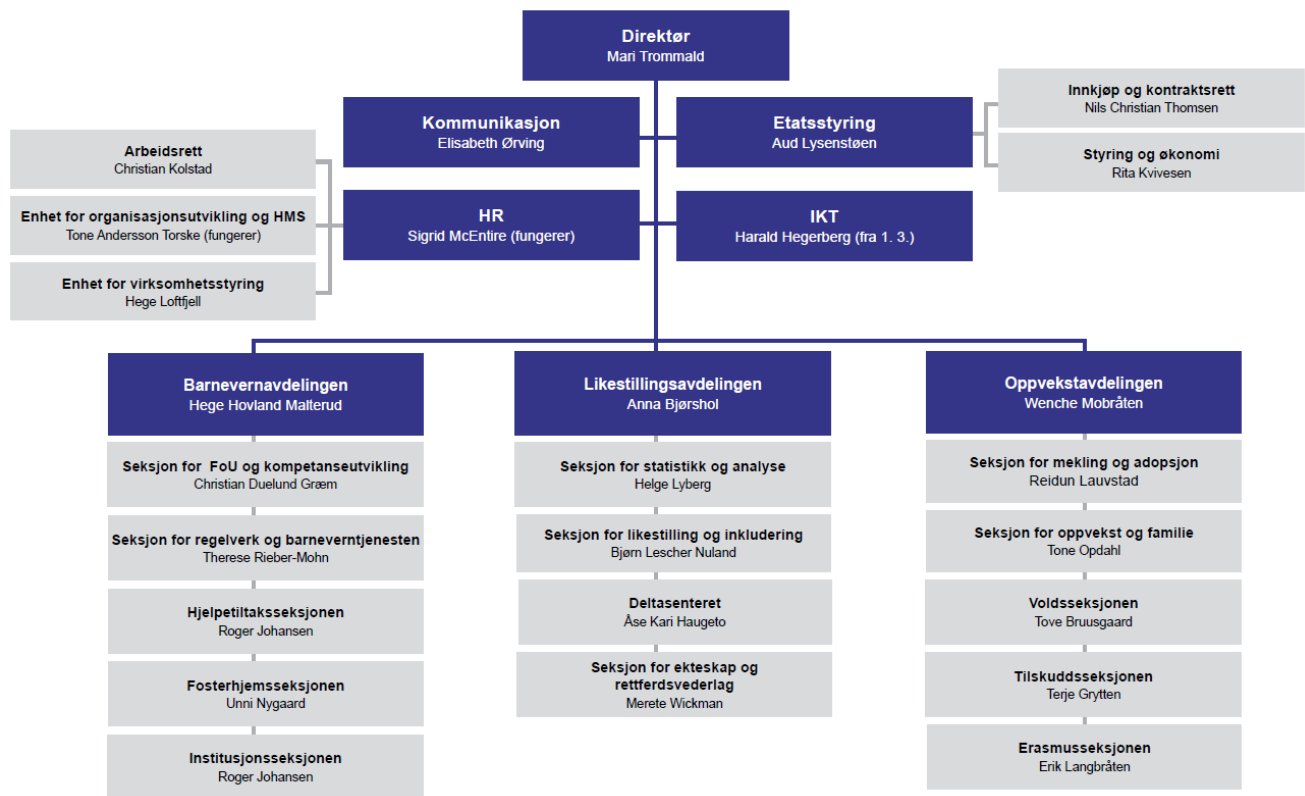 Direktør
Mari Trommald
Kommunikasjon
Elisabeth Ørving
Etatsstyring
Aud Lysenstøen
Innkjøp og kontraktsrett
Nils Christian Thomsen
Styring og økonomi
Rita Kvivesen
Arbeidsrett
Christian Kolstad
Enhet for organisasjonsutvikling og HMS
Tone Andersson Torske (fungerer)
Enhet for virksomhetsstyring
Hege Loftfjell
HR
Sigrid McEntire (fungerer)
IKT
Harald Hegerberg (fra 1. 3.)
Barnevernavdelingen
Hege Hovland Malterud
Seksjon for FoU og kompetanseutvikling
Christian Duelund Græm
Seksjon for regelverk og barneverntjenesten
Therese Rieber-Mohn
Hjelpetiltaksseksjonen
Roger Johansen
Fosterhjemsseksjonen
Unni Nygaard
Institusjonsseksjonen
Roger Johansen
Likestillingsavdelingen
Anna Bjørshol
Seksjon for statistikk og analyse
Helge Lyberg
Seksjon for likestilling og inkludering
Bjørn Lescher Nuland
Deltasenteret
Åse Kari Haugeto
Seksjon for ekteskap og
rettferdsvederlag
Merete Wickman
Oppvekstavdelingen
Wenche Mobråten
Seksjon for mekling og adopsjon
Reidun Lauvstad
Seksjon for oppvekst og familie
Tone Opdahl
Voldsseksjonen
Tove Bruusgaard
Tilskuddsseksjonen
Terje Grytten
Erasmusseksjonen
Erik Langbråten